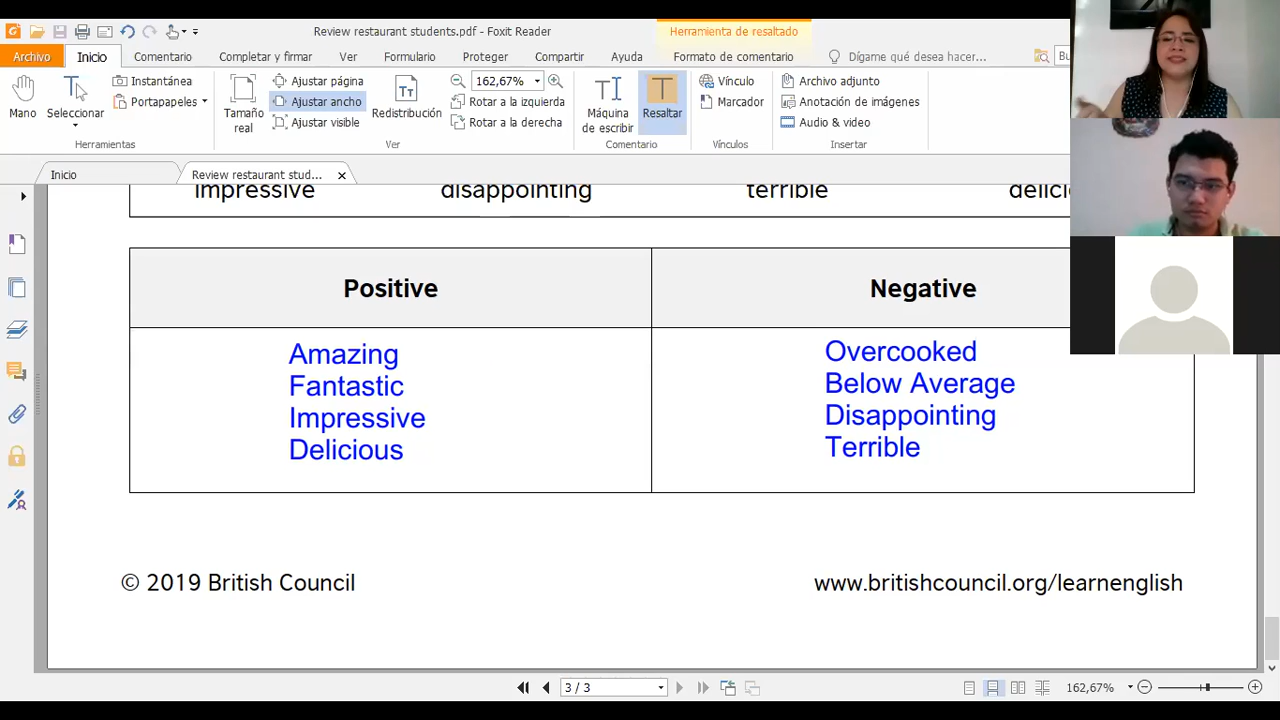 Review restaurant students.pdf - Foxit Reader
Herramienta de resaltado
Archivo
Inicio
Comentario
Completar y firmar
Ver
Formulario
Proteger
Compartir
Ayuda
Formato de comentario
Dígame qué desea hacer...
Mano
Seleccionar
Instantánea
Portapapeles
Herramientas
Tamaño real
Ajustar página
Ajustar ancho
Ajustar visible
Redistribución
162,67%
Rotar a la izquierda
Rotar a la derecha
Ver
Máquina de escribir
Resaltar
Comentario
Vínculo
Marcador
Vínculos
Archivo adjunto
Anotación de imágenes
Audio & video
Insertar
Inicio
Review restaurant stud...
impressive disappointing terrible
Positive Negative
Amazing
Fantastic
Impressive
Delicious
Overcooked
Below Average
Disappointing
Terrible
© 2019 British Council
www.britishcouncil.org/learnenglish
3 / 3
162,67%